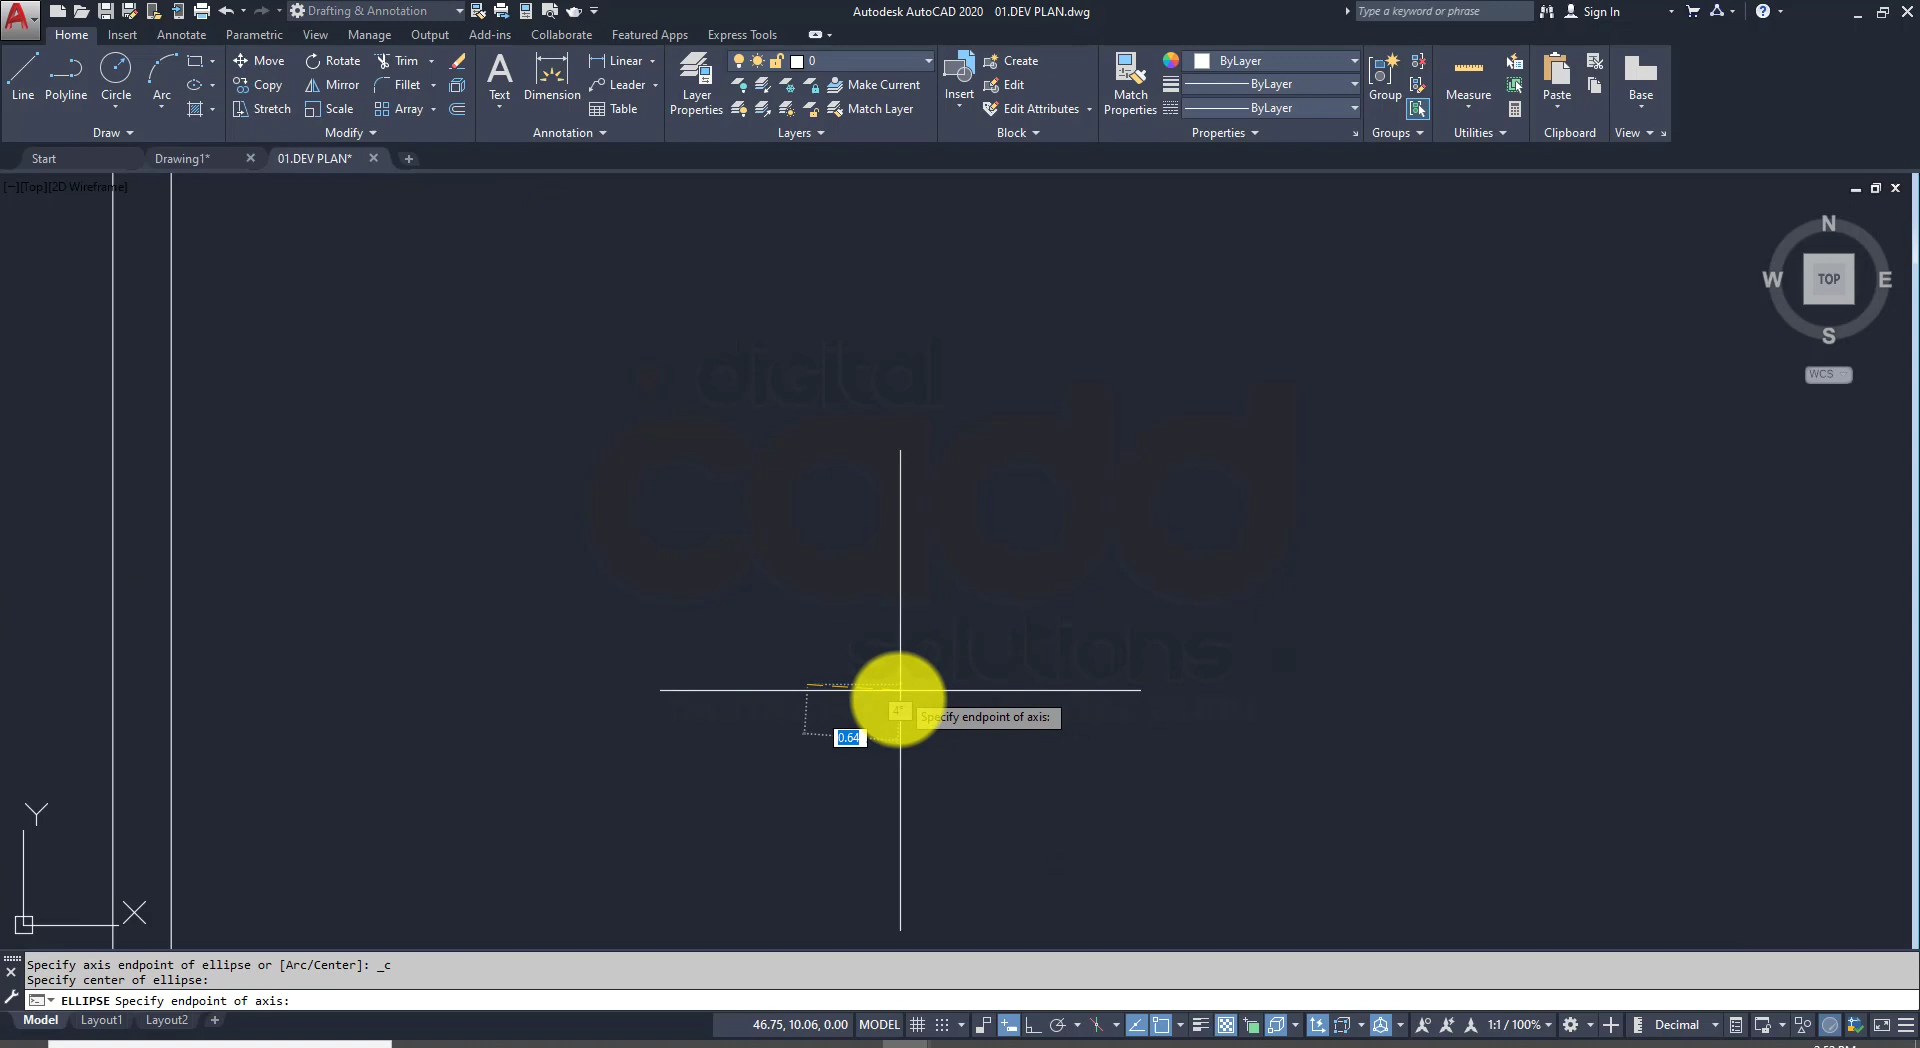 Drafting & Annotation
Autodesk AutoCAD 2020 01.DEV PLAN.dwg
Type a keyword or phrase
Sign In
Home Insert Annotate Parametric View Manage Output Add-ins Collaborate Featured Apps Express Tools
Line Polyline Circle Arc
Move Rotate Trim
Copy Mirror Fillet
Stretch Scale Array
Text Dimension
Linear
Leader
Table
Layer Properties
0
Make Current
Match Layer
Insert
Create
Edit
Edit Attributes
Match Properties
ByLayer
ByLayer
ByLayer
Group
Measure
Paste
Base
Draw Modify Annotation Layers Block Properties Groups Utilities Clipboard View
Start Drawing1* 01.DEV PLAN*
[−][Top][2D Wireframe]
N
W TOP E
S
WCS
digital
cadd
solutions
4°
Specify endpoint of axis:
0.64
Y
X
Specify axis endpoint of ellipse or [Arc/Center]: _c
Specify center of ellipse:
ELLIPSE Specify endpoint of axis:
Model Layout1 Layout2
46.75, 10.06, 0.00 MODEL
1:1 / 100%
Decimal